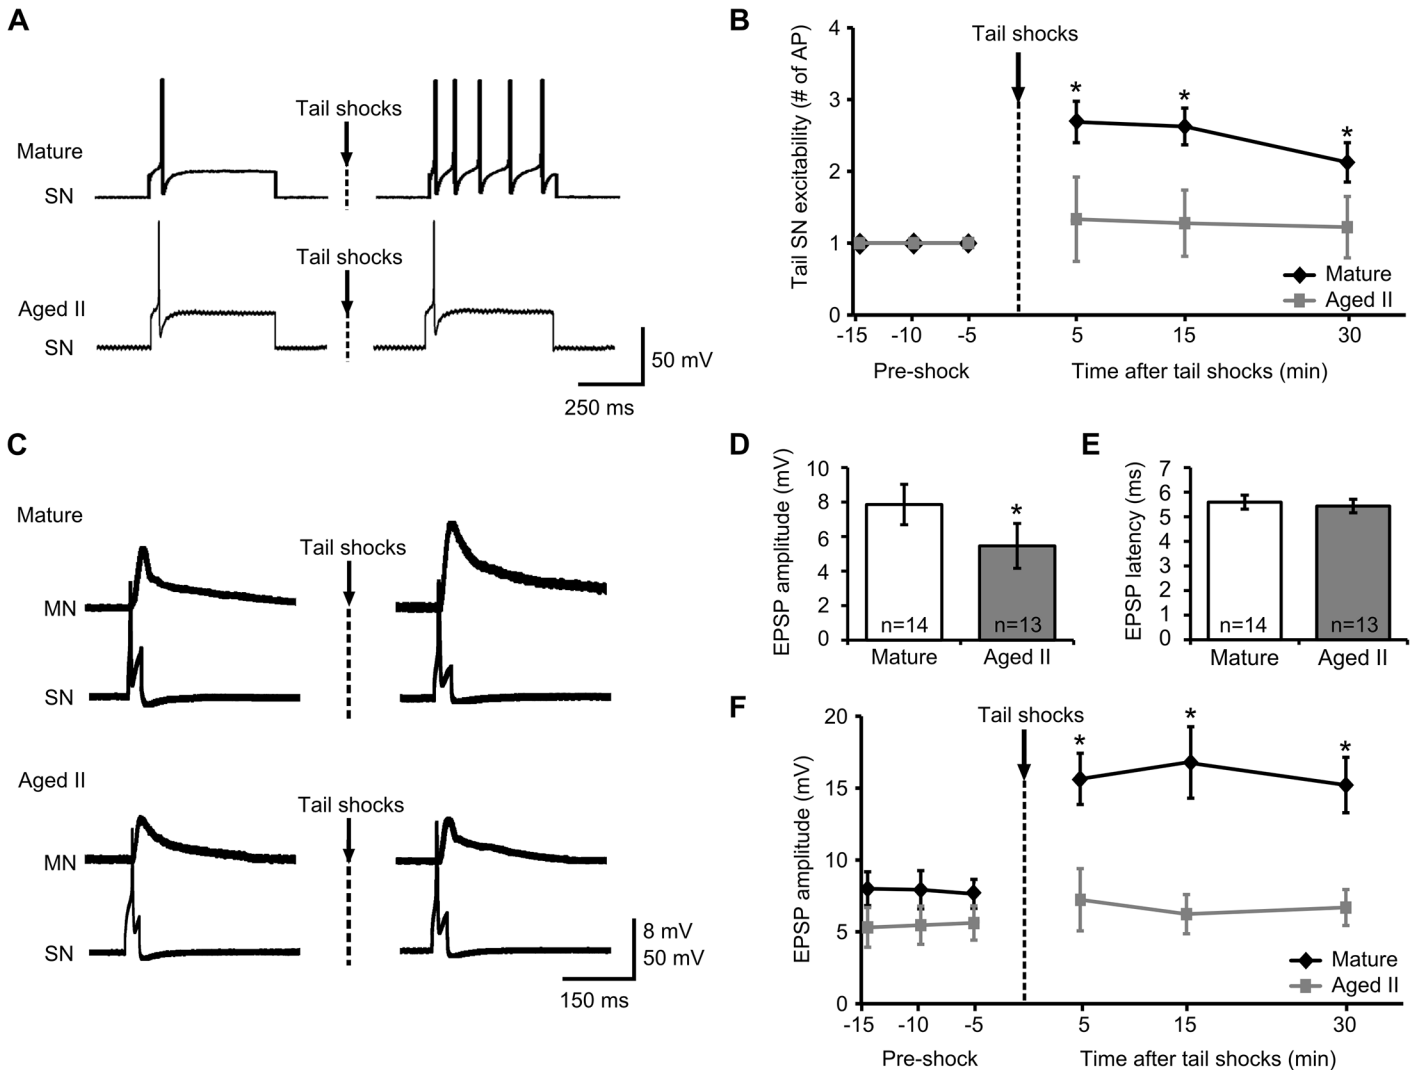 A
Mature
SN
Tail shocks
Aged II
SN
Tail shocks
50 mV
250 ms
B
Tail SN excitability (# of AP)
4
3
2
1
0
Tail shocks
*
*
*
Mature
Aged II
-15
-10
-5
5
15
30
Pre-shock
Time after tail shocks (min)
C
Mature
MN
SN
Tail shocks
Aged II
MN
SN
Tail shocks
8 mV
50 mV
150 ms
D
EPSP amplitude (mV)
10
8
6
4
2
0
*
n=14
n=13
Mature
Aged II
E
EPSP latency (ms)
7
6
5
4
3
2
1
0
n=14
n=13
Mature
Aged II
F
EPSP amplitude (mV)
20
15
10
5
0
Tail shocks
*
*
*
Mature
Aged II
-15
-10
-5
5
15
30
Pre-shock
Time after tail shocks (min)